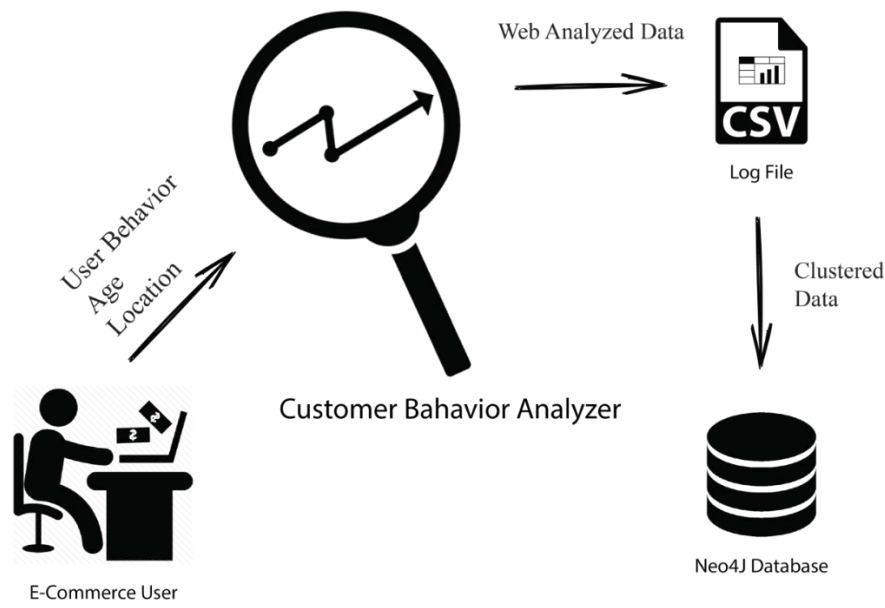 Web Analyzed Data
CSV
Log File
User Behavior
Age
Location
Clustered
Data
Customer Bahavior Analyzer
$
$
Neo4J Database
E-Commerce User